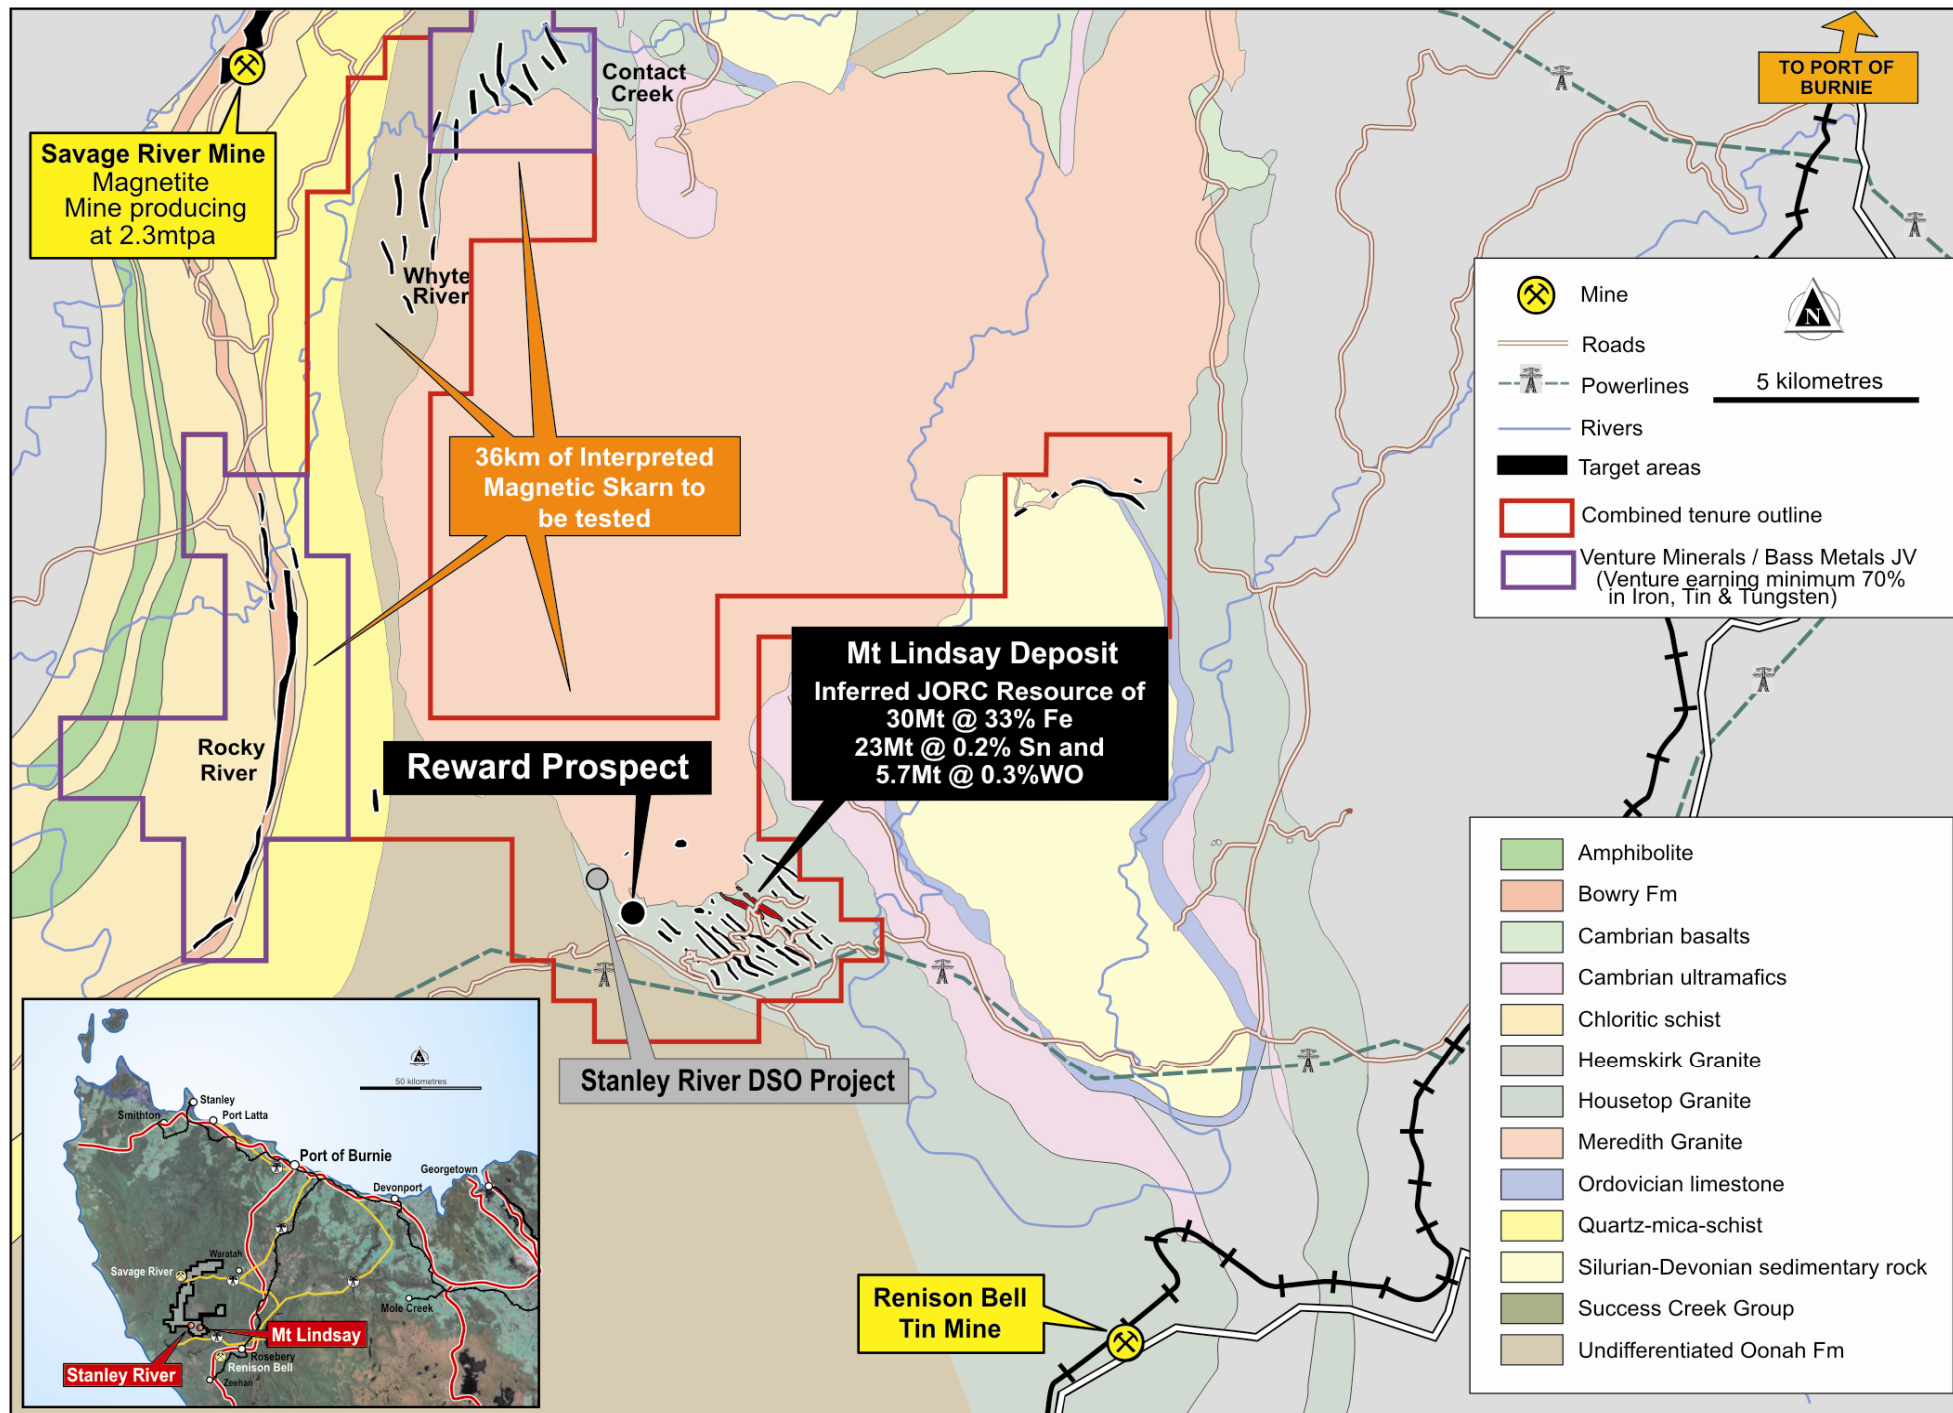 Contact
Creek
TO PORT OF
BURNIE
Savage River Mine
Magnetite
Mine producing
at 2.3mtpa
Whyte
River
36km of Interpreted
Magnetic Skarn to
be tested
Mine
N
Roads
Powerlines
5 kilometres
Rivers
Target areas
Combined tenure outline
Venture Minerals / Bass Metals JV
(Venture earning minimum 70%
in Iron, Tin & Tungsten)
Mt Lindsay Deposit
Inferred JORC Resource of
30Mt @ 33% Fe
23Mt @ 0.2% Sn and
5.7Mt @ 0.3%WO
Rocky
River
Reward Prospect
Stanley River DSO Project
Amphibolite
Bowry Fm
Cambrian basalts
Cambrian ultramafics
Chloritic schist
Heemskirk Granite
Housetop Granite
Meredith Granite
Ordovician limestone
Quartz-mica-schist
Silurian-Devonian sedimentary rock
Success Creek Group
Undifferentiated Oonah Fm
Renison Bell
Tin Mine
N
50 kilometres
Stanley
Smithton
Port Latta
Port of Burnie
Georgetown
Devonport
Waratah
Savage River
Mole Creek
Mt Lindsay
Rosebery
Renison Bell
Stanley River
Zeehan